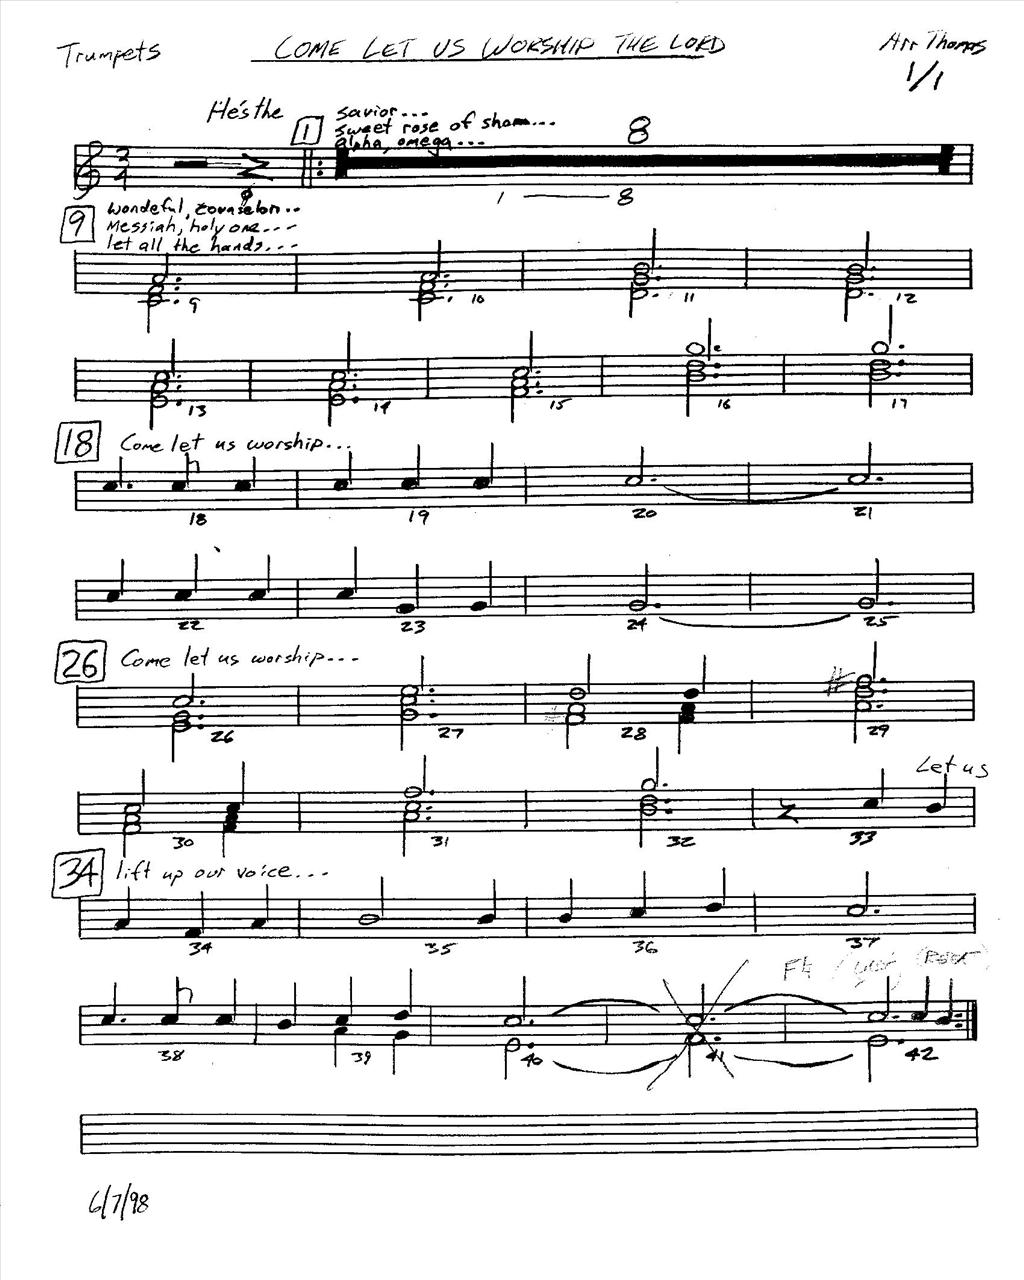 Trumpets
COME LET US WORSHIP THE LORD
Arr Thomas
1/1
He's the
1
savior...
sweet rose of sharon...
alpha, omega...
8
3
4
1 — 8
9
Wondeful, counselor...
Messiah, holy one...
let all the hands...
9 10 11 12
13 14 15 16 17
18 Come let us worship...
18 19 20 21
22 23 24 25
26 Come let us worship...
26 27 28 29
Let us
30 31 32 33
34 lift up our voice...
34 35 36 37
38 39 40 41 42
6/7/98